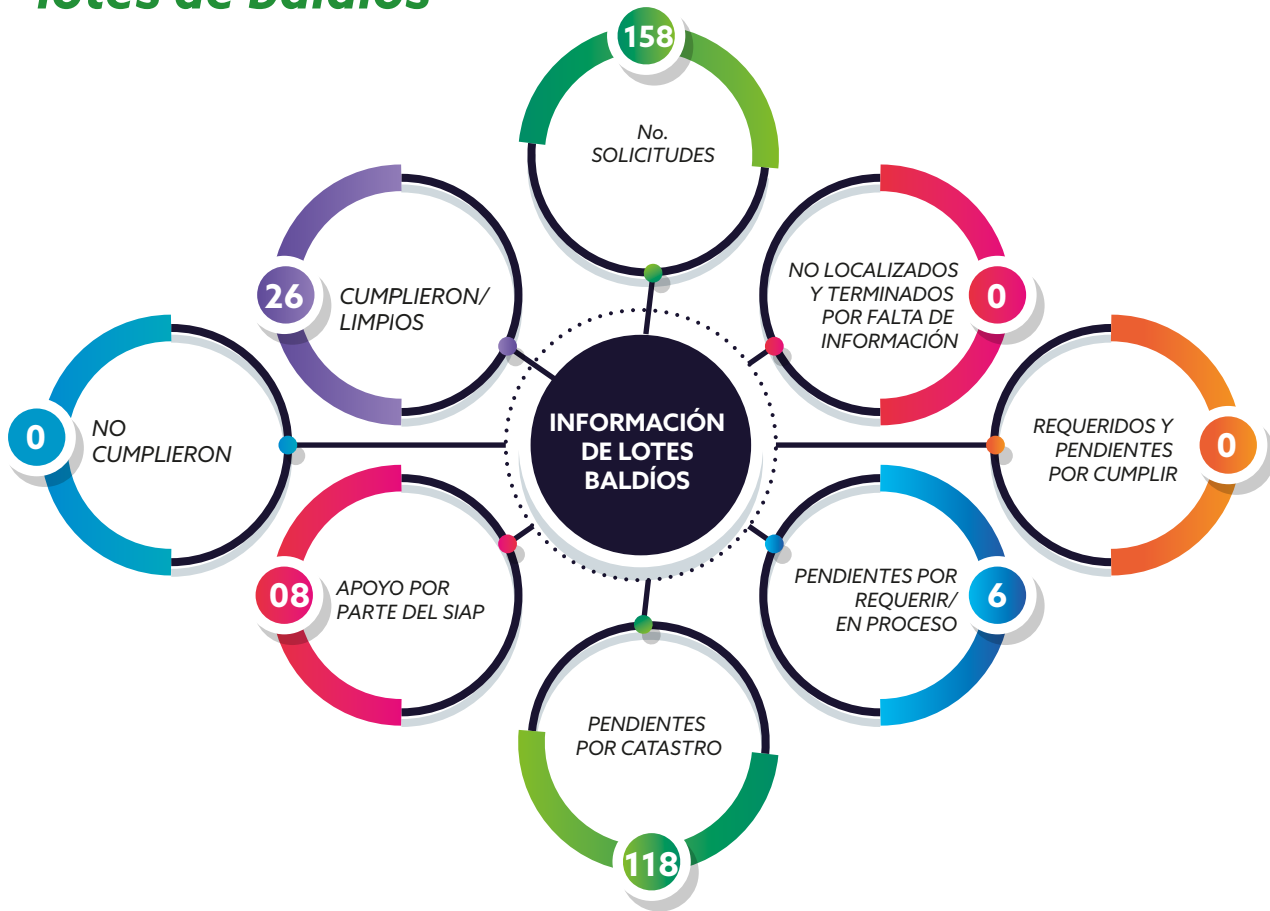 lotes de Baldíos
158
No.
SOLICITUDES
26
CUMPLIERON/
LIMPIOS
NO LOCALIZADOS
Y TERMINADOS
POR FALTA DE
INFORMACIÓN
0
0
NO
CUMPLIERON
INFORMACIÓN
DE LOTES
BALDÍOS
REQUERIDOS Y
PENDIENTES
POR CUMPLIR
0
08
APOYO POR
PARTE DEL SIAP
PENDIENTES POR
REQUERIR/
EN PROCESO
6
PENDIENTES
POR CATASTRO
118